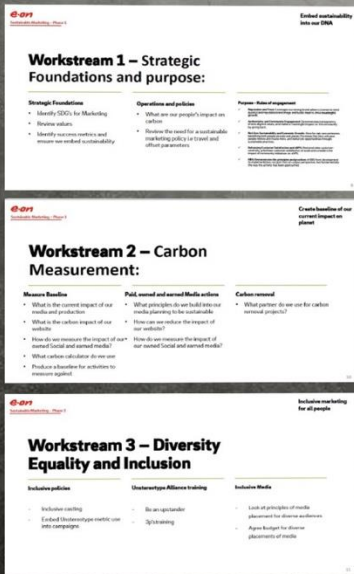 e·on
Sustainable Marketing - Phase 2
Embed sustainability
into our DNA
Workstream 1 – Strategic
Foundations and purpose:
Strategic Foundations
• Identify SDG's for Marketing
• Review values
• Identify success metrics and
ensure we embed sustainability
Operations and policies
• What are our people's impact on
carbon
• Review the need for a sustainable
marketing policy i.e travel and
offset parameters
Purpose - Rules of engagement
e·on
Sustainable Marketing - Phase 2
Create baseline of our
current impact on
planet
Workstream 2 – Carbon
Measurement:
Measure Baseline
• What is the current impact of our
media and production
• What is the carbon impact of our
website
• How do we measure the impact of our
owned Social and earned media?
• What carbon calculator do we use
• Produce a baseline for activities to
measure against
Paid, owned and earned Media actions
• What principles do we build into our
media planning to be sustainable
• How can we reduce the impact of
our website?
• How do we measure the impact of
our owned Social and earned media?
Carbon removal
• What partner do we use for carbon
removal projects?
e·on
Sustainable Marketing - Phase 2
Inclusive marketing
for all people
Workstream 3 – Diversity
Equality and Inclusion
Inclusive policies
- Inclusive casting
- Embed Unstereotype metric use
into campaigns
Unstereotype Alliance training
- Be an upstander
- 3p's training
Inclusive Media
- Look at principles of media
placement for diverse audiences
- Agree Budget for diverse
placements of media